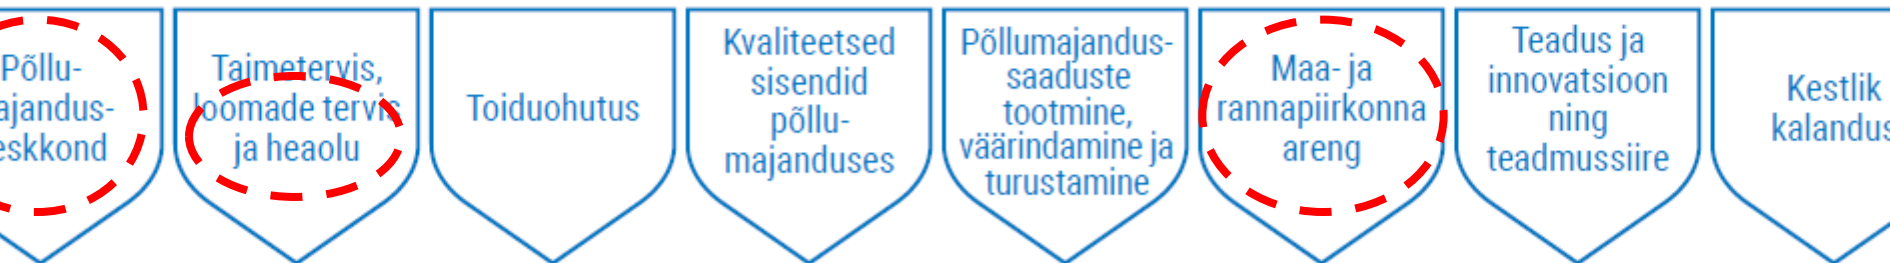 Põllu-
ajandus-
eskkond
Taimetervis,
loomade tervis
ja heaolu
Toiduohutus
Kvaliteetsed
sisendid
põllu-
majanduses
Põllumajandus-
saaduste
tootmine,
väärindamine ja
turustamine
Maa- ja
rannapiirkonna
areng
Teadus ja
innovatsioon
ning
teadmussiire
Kestlik
kalandus